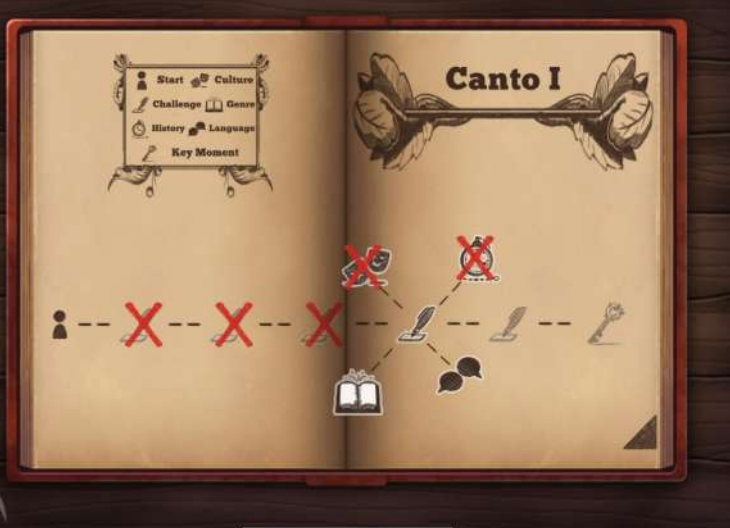 Start Culture
Challenge Genre
History Language
Key Moment
Canto I